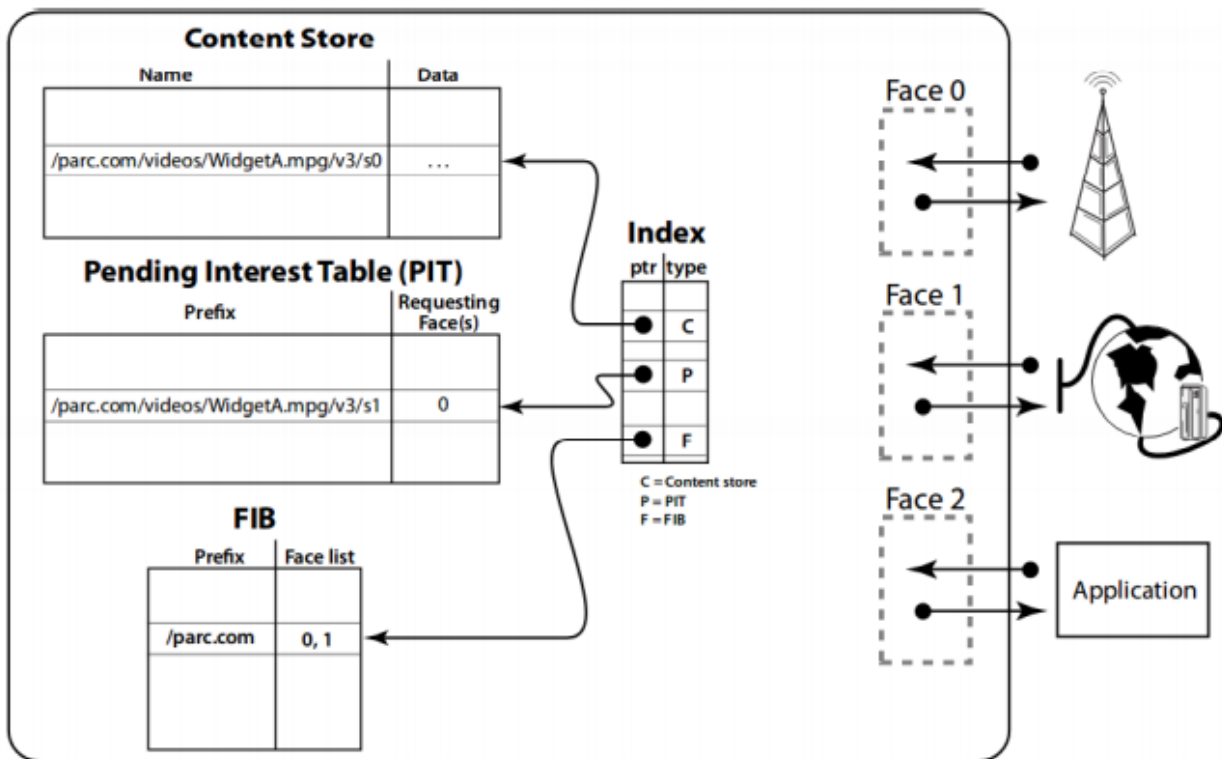 Content Store
Name Data
/parc.com/videos/WidgetA.mpg/v3/s0 ...
Pending Interest Table (PIT)
Prefix Requesting
Face(s)
/parc.com/videos/WidgetA.mpg/v3/s1 0
FIB
Prefix Face list
/parc.com 0, 1
Index
ptr type
C
P
F
C = Content store
P = PIT
F = FIB
Face 0
Face 1
Face 2
Application